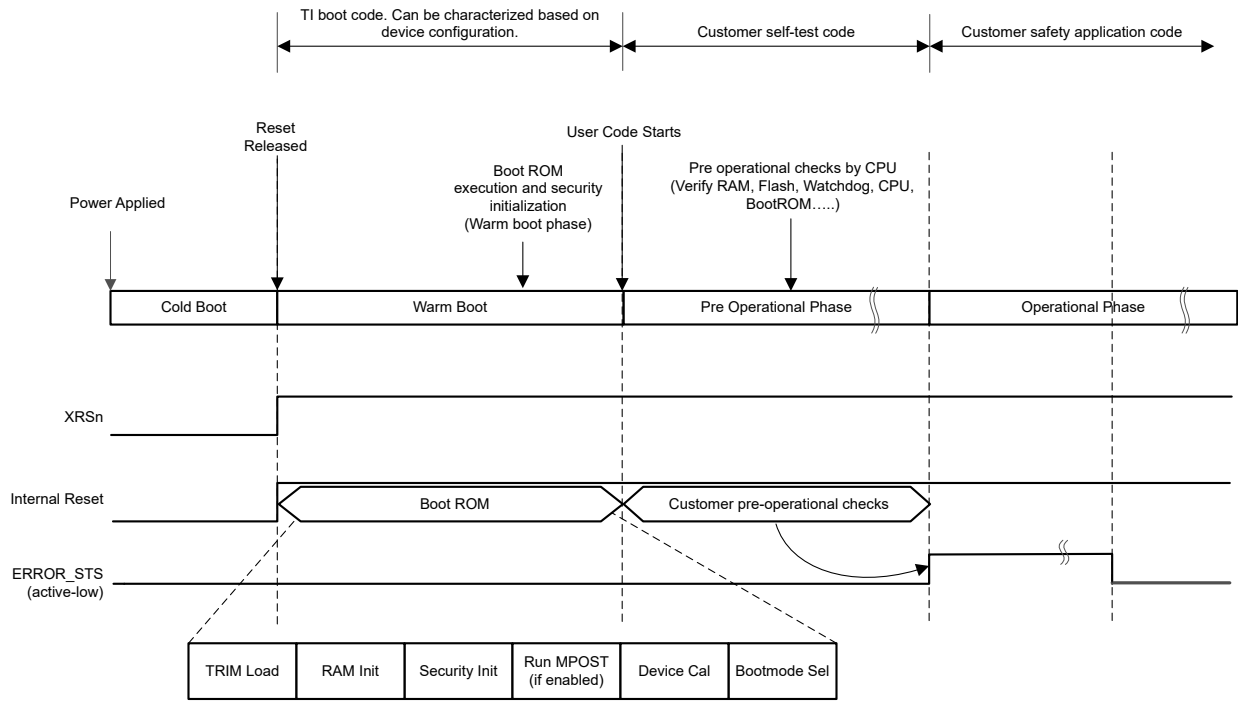 TI boot code. Can be characterized based on
device configuration.
Customer self-test code
Customer safety application code
Reset
Released
User Code Starts
Boot ROM
execution and security
initialization
(Warm boot phase)
Pre operational checks by CPU
(Verify RAM, Flash, Watchdog, CPU,
BootROM…..)
Power Applied
Cold Boot
Warm Boot
Pre Operational Phase
Operational Phase
XRSn
Internal Reset
Boot ROM
Customer pre-operational checks
ERROR_STS
(active-low)
TRIM Load
RAM Init
Security Init
Run MPOST
(if enabled)
Device Cal
Bootmode Sel